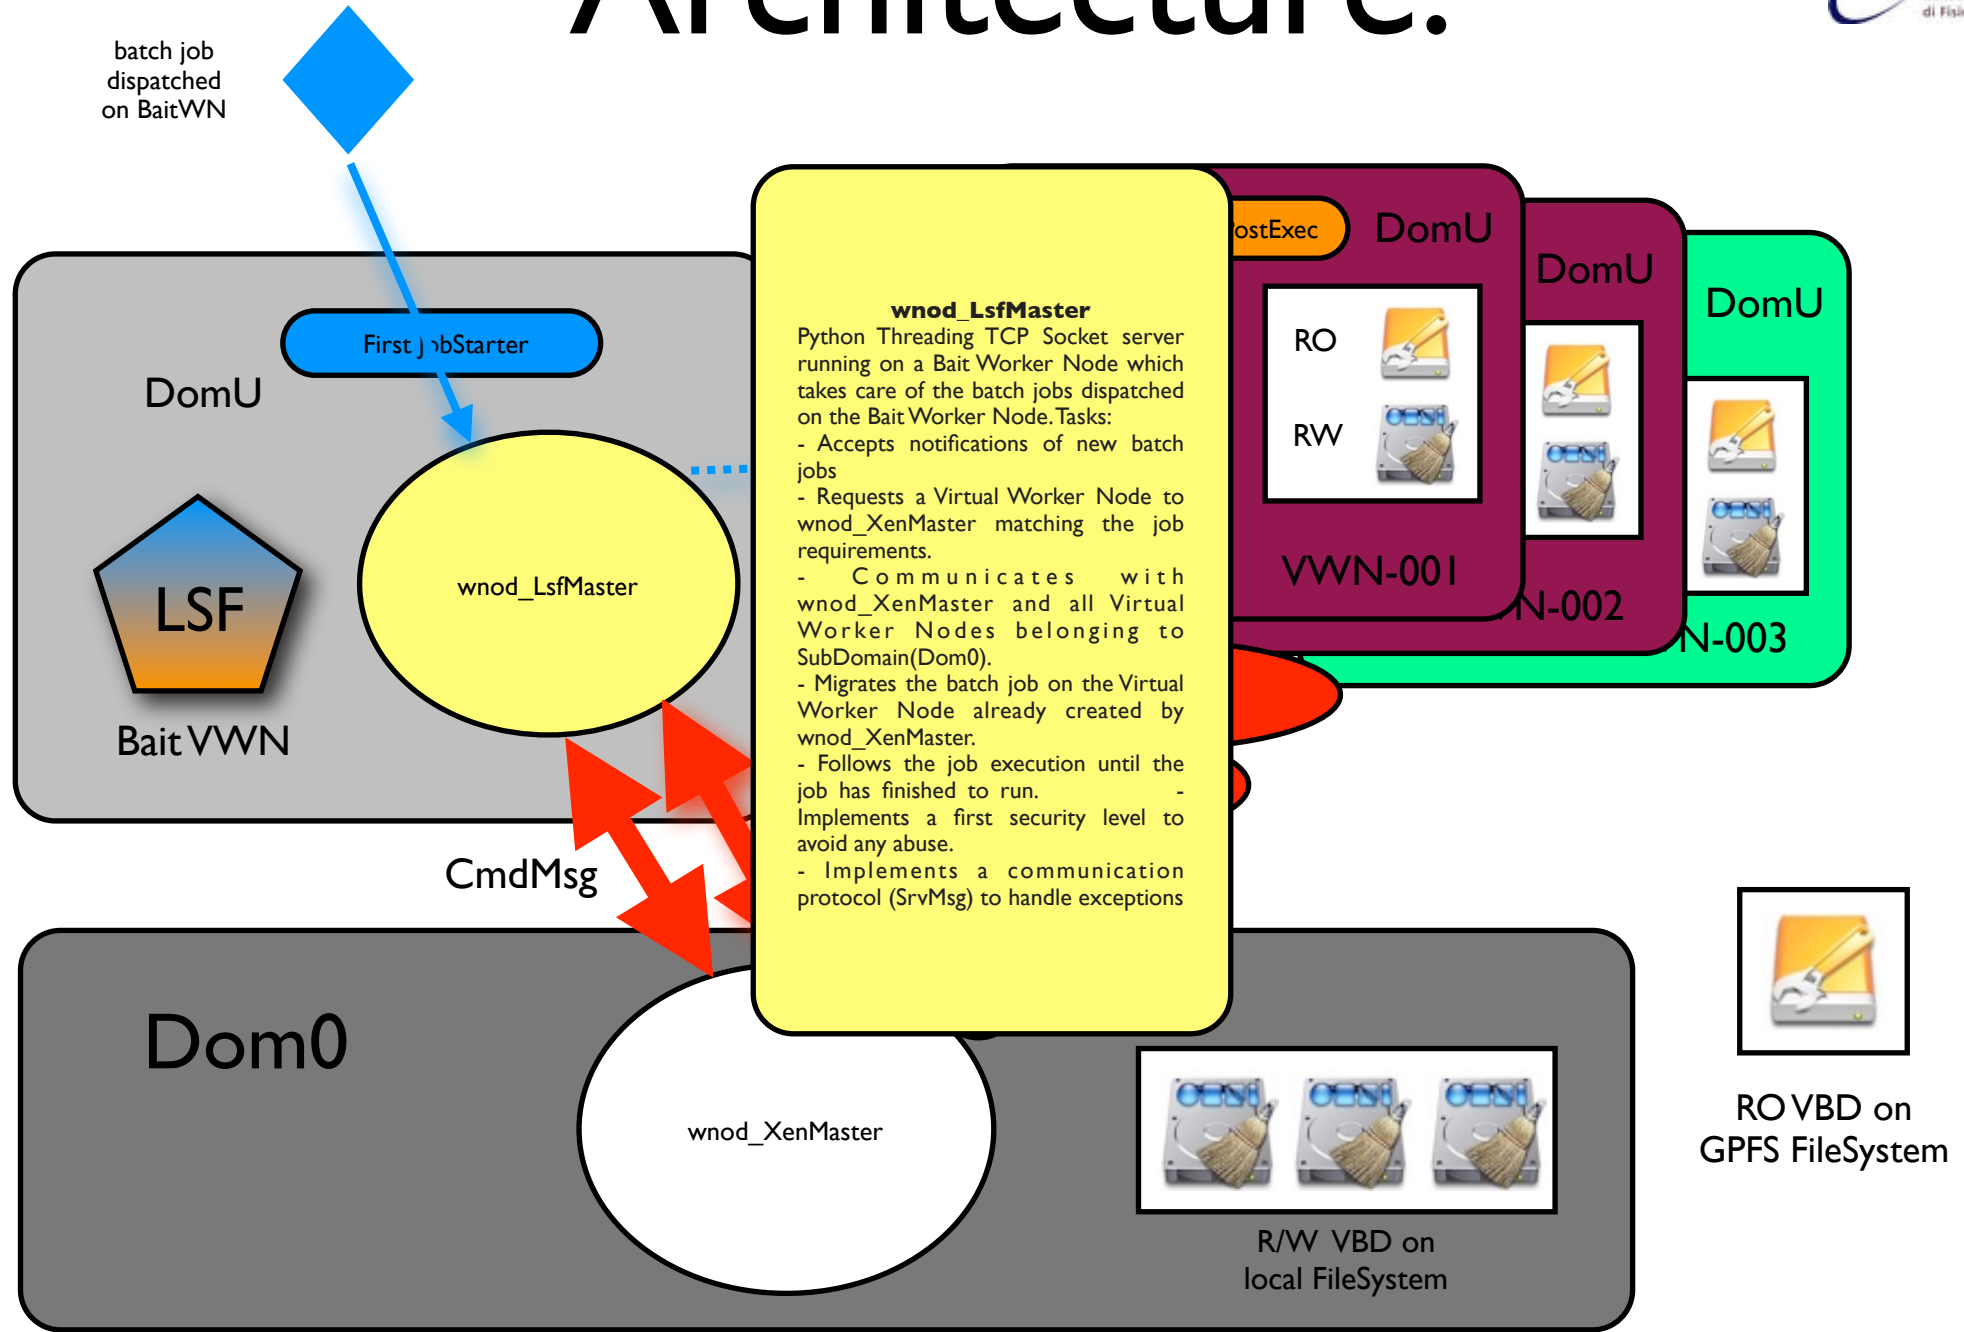 Architecture.
di Fisi
batch job
dispatched
on BaitWN
First JobStarter
DomU
LSF
Bait VWN
wnod_LsfMaster
CmdMsg
wnod_LsfMaster
Python Threading TCP Socket server
running on a Bait Worker Node which
takes care of the batch jobs dispatched
on the Bait Worker Node. Tasks:
- Accepts notifications of new batch
jobs
- Requests a Virtual Worker Node to
wnod_XenMaster matching the job
requirements.
- Communicates with
wnod_XenMaster and all Virtual
Worker Nodes belonging to
SubDomain(Dom0).
- Migrates the batch job on the Virtual
Worker Node already created by
wnod_XenMaster.
- Follows the job execution until the
job has finished to run. -
Implements a first security level to
avoid any abuse.
- Implements a communication
protocol (SrvMsg) to handle exceptions
ostExec
DomU
RO
RW
VWN-001
DomU
N-002
DomU
N-003
Dom0
wnod_XenMaster
R/W VBD on
local FileSystem
RO VBD on
GPFS FileSystem